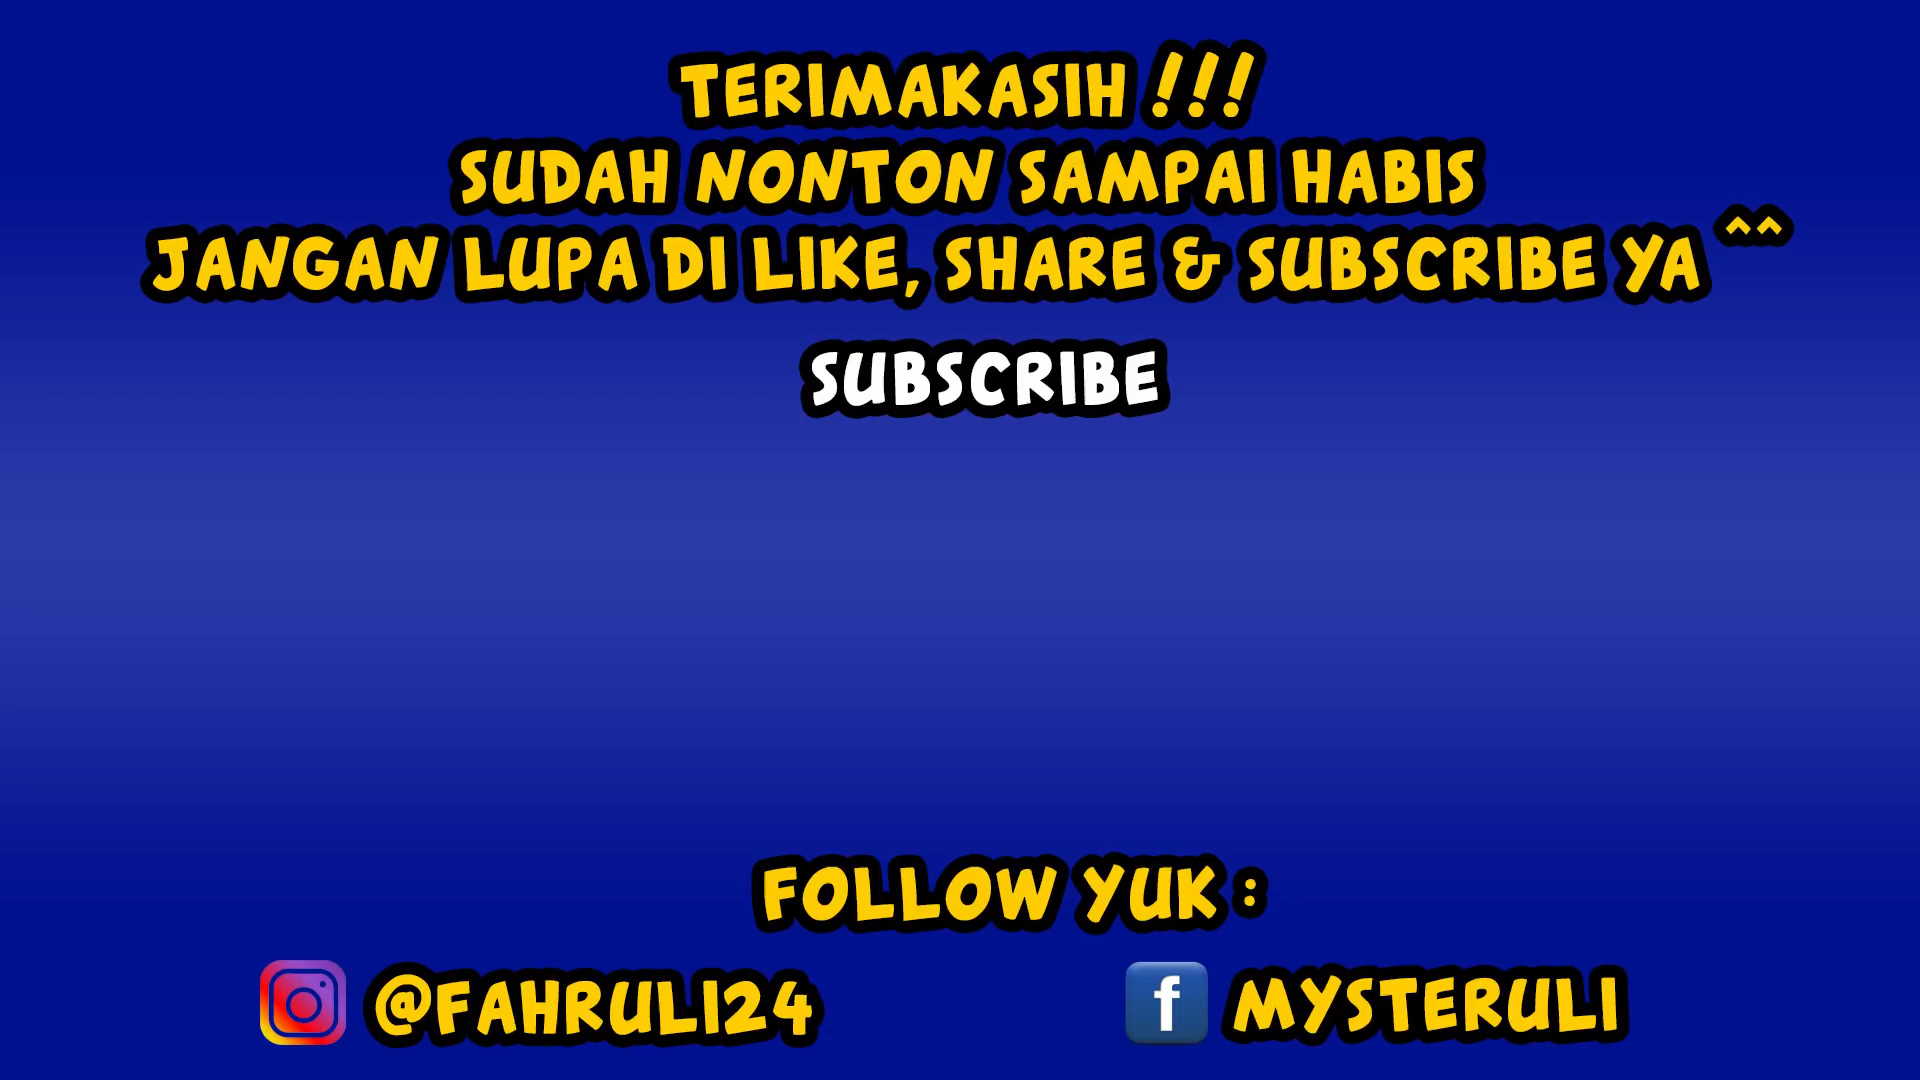 TERIMAKASIH !!!
SUDAH NONTON SAMPAI HABIS
JANGAN LUPA DI LIKE, SHARE & SUBSCRIBE YA ^^
SUBSCRIBE
FOLLOW YUK :
@FAHRULI24
f MYSTERULI